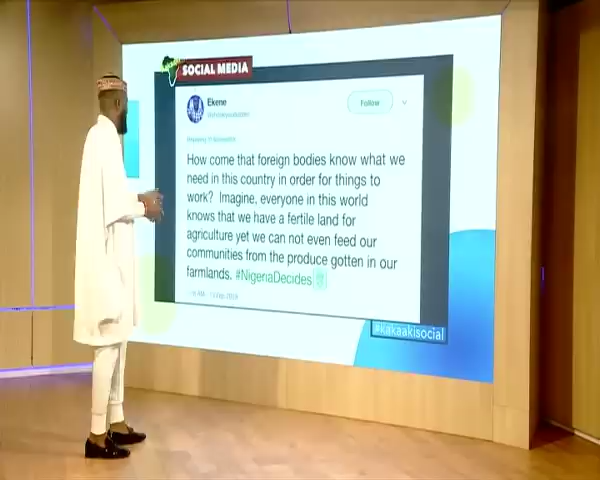 SOCIAL MEDIA
Ekene
Follow
How come that foreign bodies know what we
need in this country in order for things to
work? Imagine, everyone in this world
knows that we have a fertile land for
agriculture yet we can not even feed our
communities from the produce gotten in our
farmlands. #NigeriaDecides
#kakaakisocial